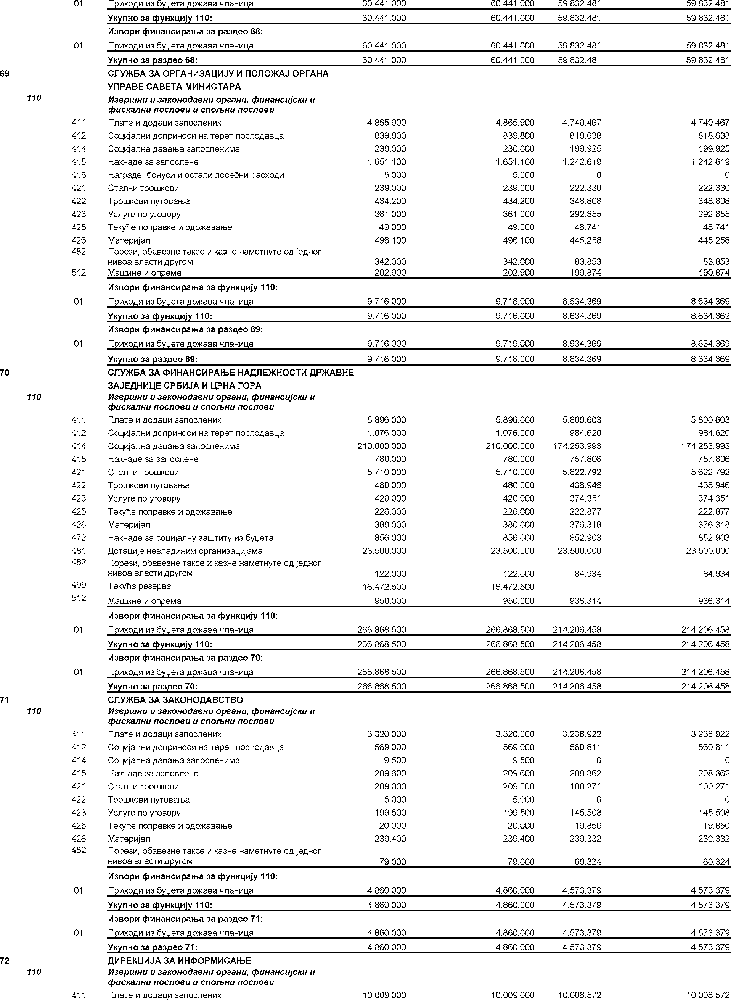 01 Приходи из буџета држава чланица 60.441.000 60.441.000 59.832.481 59.832.481
Укупно за функцију 110: 60.441.000 60.441.000 59.832.481 59.832.481
Извори финансирања за раздео 68:
01 Приходи из буџета држава чланица 60.441.000 60.441.000 59.832.481 59.832.481
Укупно за раздео 68: 60.441.000 60.441.000 59.832.481 59.832.481
69 СЛУЖБА ЗА ОРГАНИЗАЦИЈУ И ПОЛОЖАЈ ОРГАНА
УПРАВЕ САВЕТА МИНИСТАРА
110 Извршни и законодавни органи, финансијски и
фискални послови и спољни послови
411 Плате и додаци запослених 4.865.900 4.865.900 4.740.467 4.740.467
412 Социјални доприноси на терет послодавца 839.800 839.800 818.638 818.638
414 Социјална давања запосленима 230.000 230.000 199.925 199.925
415 Накнаде за запослене 1.651.100 1.651.100 1.242.619 1.242.619
416 Награде, бонуси и остали посебни расходи 5.000 5.000 0 0
421 Стални трошкови 239.000 239.000 222.330 222.330
422 Трошкови путовања 434.200 434.200 348.808 348.808
423 Услуге по уговору 361.000 361.000 292.855 292.855
425 Текуће поправке и одржавање 49.000 49.000 48.741 48.741
426 Материјал 496.100 496.100 445.258 445.258
482 Порези, обавезне таксе и казне наметнуте од једног
нивоа власти другом 342.000 342.000 83.853 83.853
512 Машине и опрема 202.900 202.900 190.874 190.874
Извори финансирања за функцију 110:
01 Приходи из буџета држава чланица 9.716.000 9.716.000 8.634.369 8.634.369
Укупно за функцију 110: 9.716.000 9.716.000 8.634.369 8.634.369
Извори финансирања за раздео 69:
01 Приходи из буџета држава чланица 9.716.000 9.716.000 8.634.369 8.634.369
Укупно за раздео 69: 9.716.000 9.716.000 8.634.369 8.634.369
70 СЛУЖБА ЗА ФИНАНСИРАЊЕ НАДЛЕЖНОСТИ ДРЖАВНЕ
ЗАЈЕДНИЦЕ СРБИЈА И ЦРНА ГОРА
110 Извршни и законодавни органи, финансијски и
фискални послови и спољни послови
411 Плате и додаци запослених 5.896.000 5.896.000 5.800.603 5.800.603
412 Социјални доприноси на терет послодавца 1.076.000 1.076.000 984.620 984.620
414 Социјална давања запосленима 210.000.000 210.000.000 174.253.993 174.253.993
415 Накнаде за запослене 780.000 780.000 757.806 757.806
421 Стални трошкови 5.710.000 5.710.000 5.622.792 5.622.792
422 Трошкови путовања 480.000 480.000 438.946 438.946
423 Услуге по уговору 420.000 420.000 374.351 374.351
425 Текуће поправке и одржавање 226.000 226.000 222.877 222.877
426 Материјал 380.000 380.000 376.318 376.318
472 Накнаде за социјалну заштиту из буџета 856.000 856.000 852.903 852.903
481 Дотације невладиним организацијама 23.500.000 23.500.000 23.500.000 23.500.000
482 Порези, обавезне таксе и казне наметнуте од једног
нивоа власти другом 122.000 122.000 84.934 84.934
499 Текућа резерва 16.472.500 16.472.500
512 Машине и опрема 950.000 950.000 936.314 936.314
Извори финансирања за функцију 110:
01 Приходи из буџета држава чланица 266.868.500 266.868.500 214.206.458 214.206.458
Укупно за функцију 110: 266.868.500 266.868.500 214.206.458 214.206.458
Извори финансирања за раздео 70:
01 Приходи из буџета држава чланица 266.868.500 266.868.500 214.206.458 214.206.458
Укупно за раздео 70: 266.868.500 266.868.500 214.206.458 214.206.458
71 СЛУЖБА ЗА ЗАКОНОДАВСТВО
110 Извршни и законодавни органи, финансијски и
фискални послови и спољни послови
411 Плате и додаци запослених 3.320.000 3.320.000 3.238.922 3.238.922
412 Социјални доприноси на терет послодавца 569.000 569.000 560.811 560.811
414 Социјална давања запосленима 9.500 9.500 0 0
415 Накнаде за запослене 209.600 209.600 208.362 208.362
421 Стални трошкови 209.000 209.000 100.271 100.271
422 Трошкови путовања 5.000 5.000 0 0
423 Услуге по уговору 199.500 199.500 145.508 145.508
425 Текуће поправке и одржавање 20.000 20.000 19.850 19.850
426 Материјал 239.400 239.400 239.332 239.332
482 Порези, обавезне таксе и казне наметнуте од једног
нивоа власти другом 79.000 79.000 60.324 60.324
Извори финансирања за функцију 110:
01 Приходи из буџета држава чланица 4.860.000 4.860.000 4.573.379 4.573.379
Укупно за функцију 110: 4.860.000 4.860.000 4.573.379 4.573.379
Извори финансирања за раздео 71:
01 Приходи из буџета држава чланица 4.860.000 4.860.000 4.573.379 4.573.379
Укупно за раздео 71: 4.860.000 4.860.000 4.573.379 4.573.379
72 ДИРЕКЦИЈА ЗА ИНФОРМИСАЊЕ
110 Извршни и законодавни органи, финансијски и
фискални послови и спољни послови
411 Плате и додаци запослених 10.009.000 10.009.000 10.008.572 10.008.572